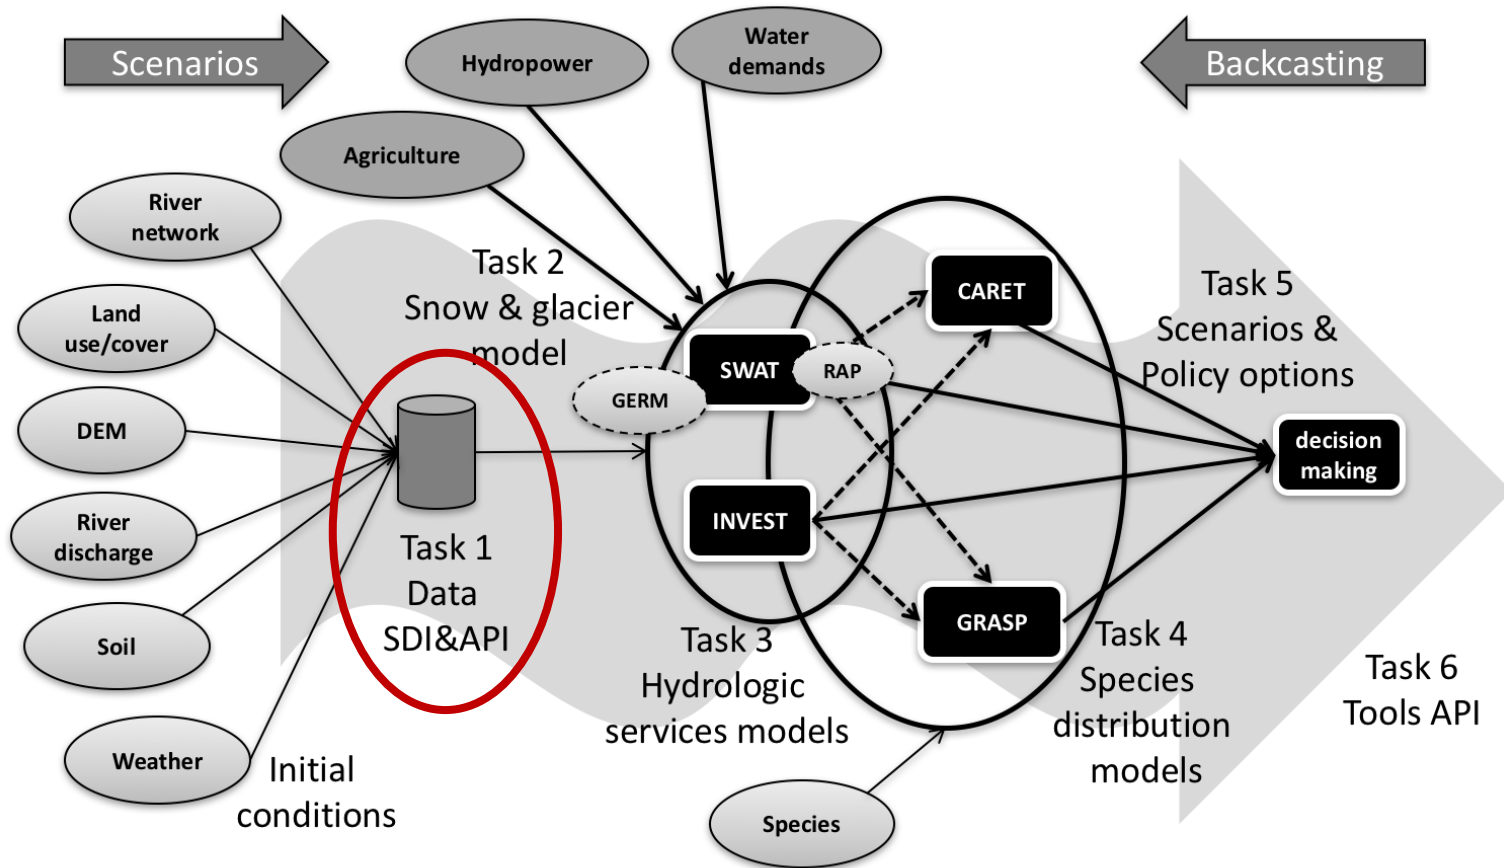 Scenarios
Hydropower
Water
demands
Backcasting
Agriculture
River
network
Task 2
Snow & glacier
model
Land
use/cover
CARET
Task 5
Scenarios &
Policy options
SWAT
RAP
GERM
DEM
decision
making
River
discharge
Task 1
Data
SDI&API
INVEST
GRASP
Soil
Task 3
Hydrologic
services models
Task 4
Species
distribution
models
Task 6
Tools API
Weather
Initial
conditions
Species